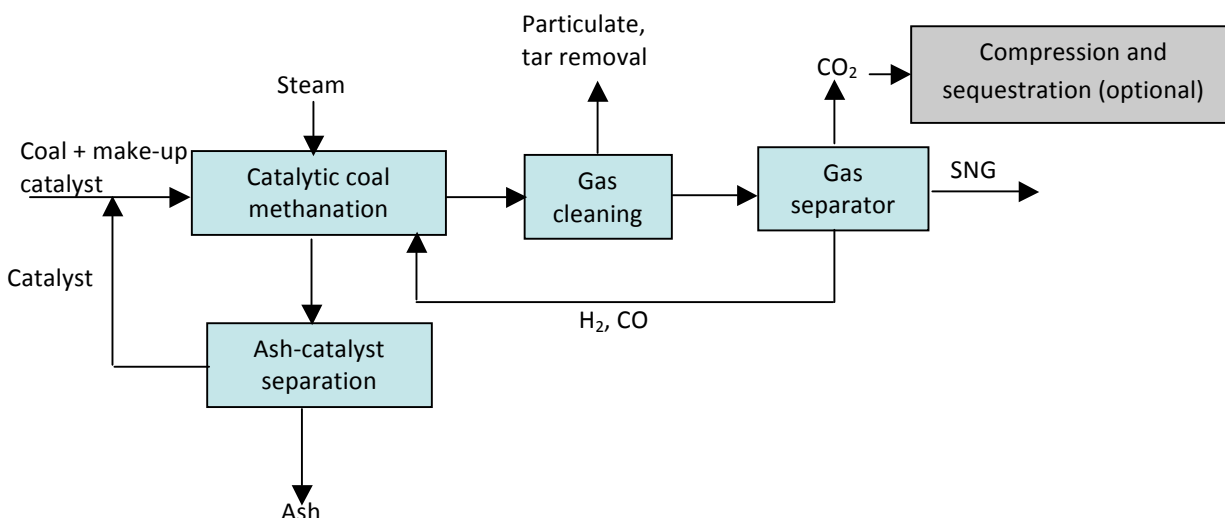 Particulate,
tar removal
CO₂
Compression and
sequestration (optional)
Steam
Coal + make-up
catalyst
Catalytic coal
methanation
Gas
cleaning
Gas
separator
SNG
Catalyst
H₂, CO
Ash-catalyst
separation
Ash